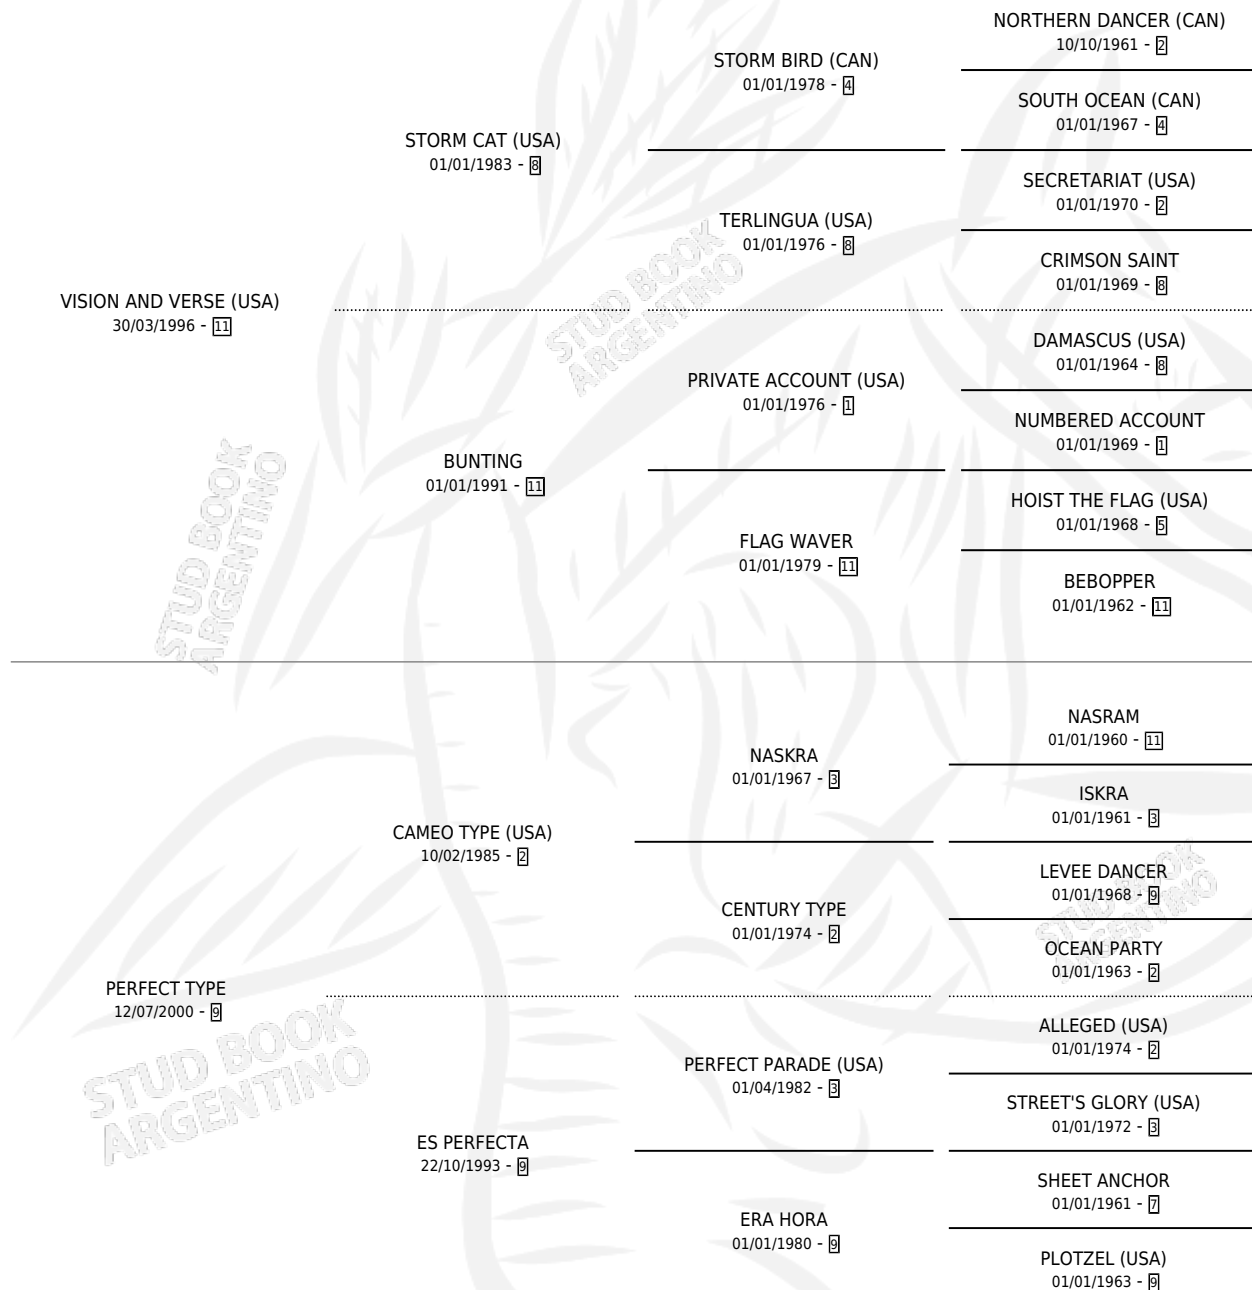 NORTHERN DANCER (CAN)
10/10/1961 - 2
STORM BIRD (CAN)
01/01/1978 - 4
SOUTH OCEAN (CAN)
01/01/1967 - 4
STORM CAT (USA)
01/01/1983 - 8
SECRETARIAT (USA)
01/01/1970 - 2
TERLINGUA (USA)
01/01/1976 - 8
CRIMSON SAINT
01/01/1969 - 8
VISION AND VERSE (USA)
30/03/1996 - 11
DAMASCUS (USA)
01/01/1964 - 8
PRIVATE ACCOUNT (USA)
01/01/1976 - 1
NUMBERED ACCOUNT
01/01/1969 - 1
BUNTING
01/01/1991 - 11
HOIST THE FLAG (USA)
01/01/1968 - 5
FLAG WAVER
01/01/1979 - 11
BEBOPPER
01/01/1962 - 11
NASRAM
01/01/1960 - 11
NASKRA
01/01/1967 - 3
ISKRA
01/01/1961 - 3
CAMEO TYPE (USA)
10/02/1985 - 2
LEVEE DANCER
01/01/1968 - 9
CENTURY TYPE
01/01/1974 - 2
OCEAN PARTY
01/01/1963 - 2
PERFECT TYPE
12/07/2000 - 9
ALLEGED (USA)
01/01/1974 - 2
PERFECT PARADE (USA)
01/04/1982 - 3
STREET'S GLORY (USA)
01/01/1972 - 3
ES PERFECTA
22/10/1993 - 9
SHEET ANCHOR
01/01/1961 - 7
ERA HORA
01/01/1980 - 9
PLOTZEL (USA)
01/01/1963 - 9
STUD BOOK
ARGENTINO
STUD BOOK
ARGENTINO
STUD BOOK
ARGENTINO
STUD BOOK
ARGENTINO